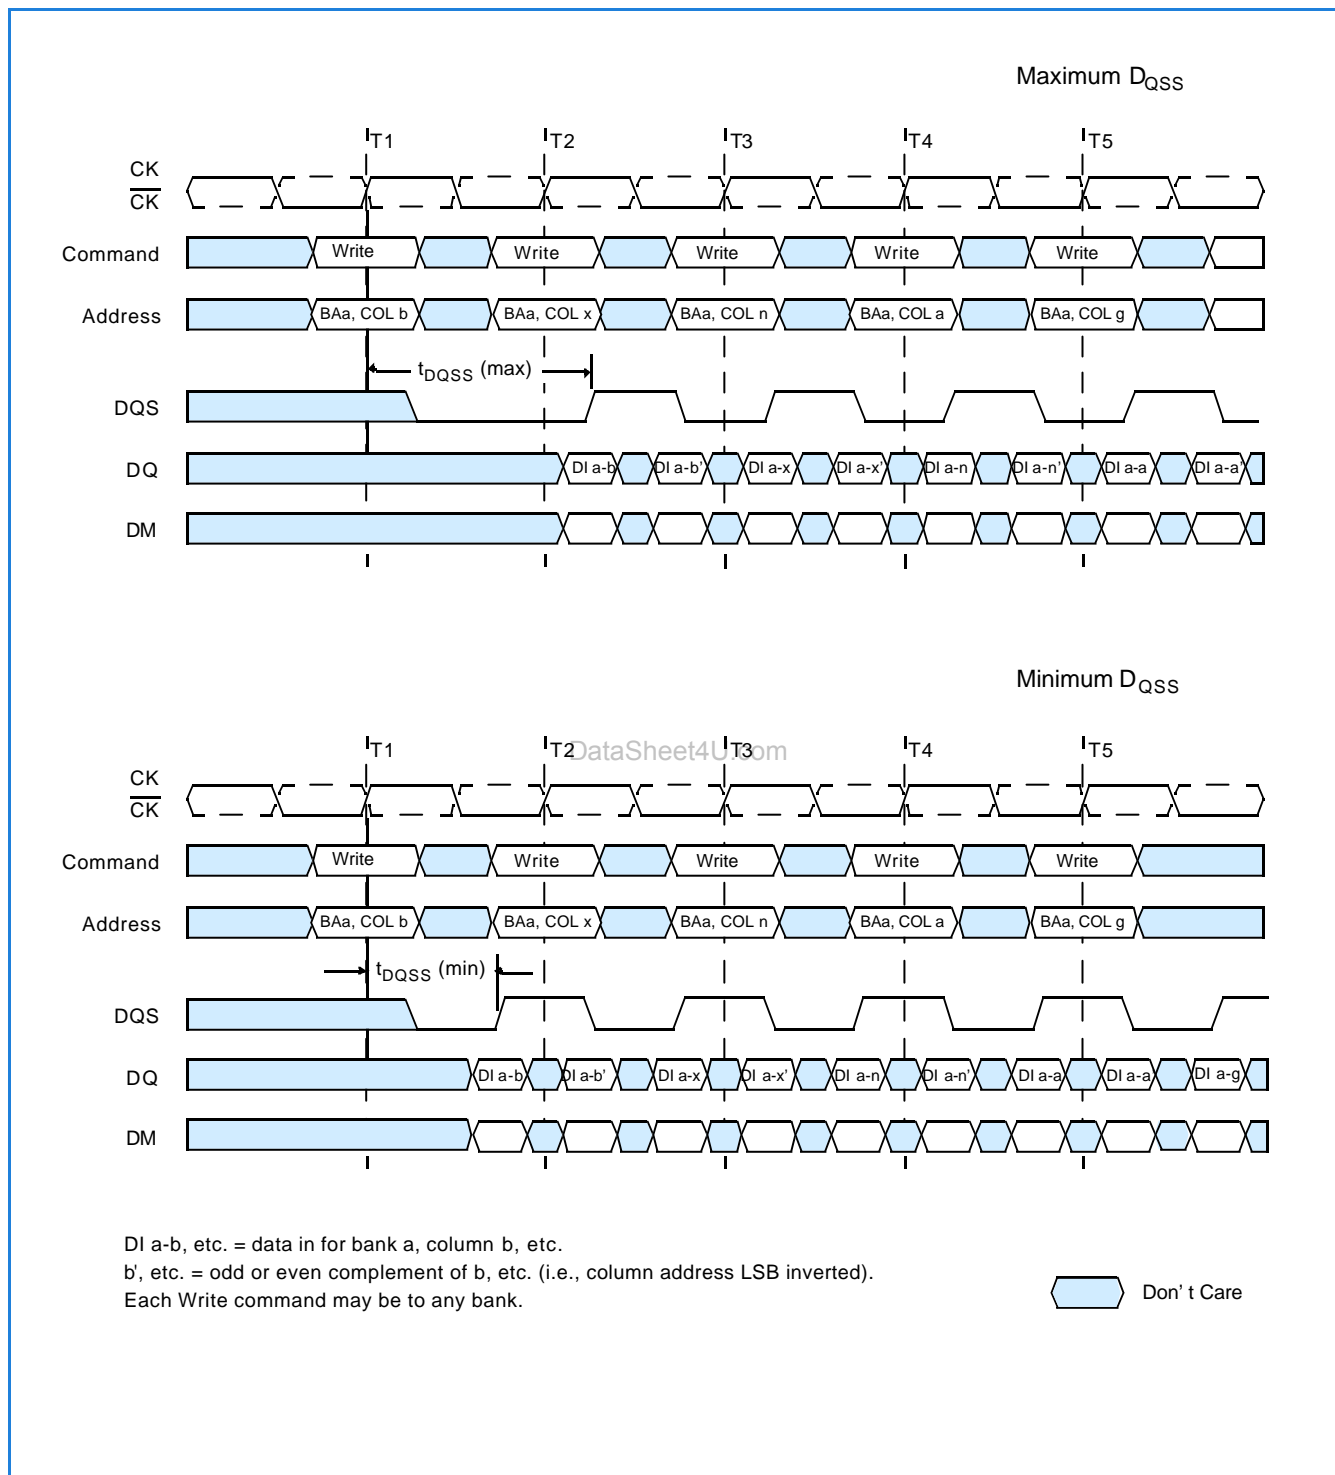 Maximum DQSS
T1 T2 T3 T4 T5
CK
CK
Command Write Write Write Write Write
Address BAa, COL b BAa, COL x BAa, COL n BAa, COL a BAa, COL g
tDQSS (max)
DQS
DQ DI a-b DI a-b’ DI a-x DI a-x’ DI a-n DI a-n’ DI a-a DI a-a’
DM
Minimum DQSS
T1 T2 T3 T4 T5
DataSheet4U.com
CK
CK
Command Write Write Write Write Write
Address BAa, COL b BAa, COL x BAa, COL n BAa, COL a BAa, COL g
tDQSS (min)
DQS
DQ DI a-b DI a-b’ DI a-x DI a-x’ DI a-n DI a-n’ DI a-a DI a-a DI a-g
DM
DI a-b, etc. = data in for bank a, column b, etc.
b', etc. = odd or even complement of b, etc. (i.e., column address LSB inverted).
Each Write command may be to any bank.
Don’ t Care